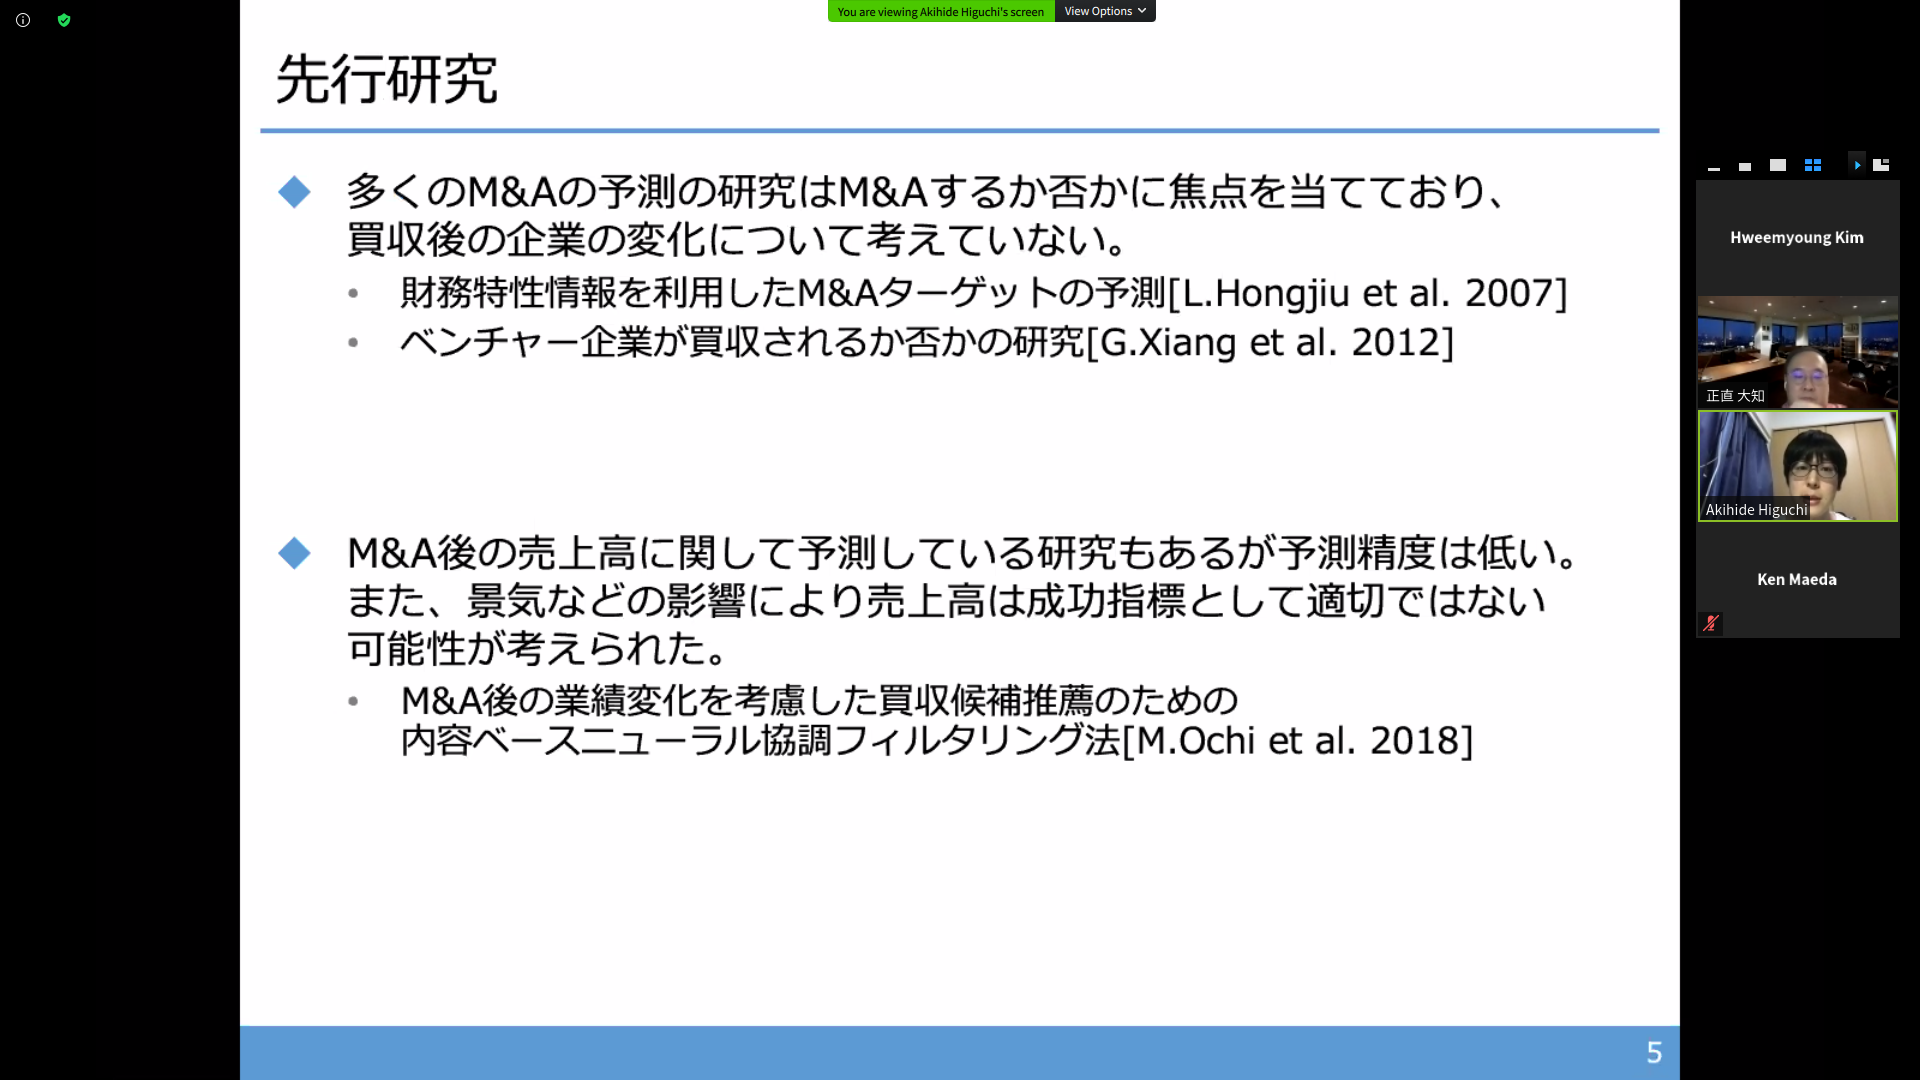 You are viewing Akihide Higuchi's screen
View Options
先行研究
多くのM&Aの予測の研究はM&Aするか否かに焦点を当てており、
買収後の企業の変化について考えていない。
• 財務特性情報を利用したM&Aターゲットの予測[L.Hongjiu et al. 2007]
• ベンチャー企業が買収されるか否かの研究[G.Xiang et al. 2012]
M&A後の売上高に関して予測している研究もあるが予測精度は低い。
また、景気などの影響により売上高は成功指標として適切ではない
可能性が考えられた。
• M&A後の業績変化を考慮した買収候補推薦のための
内容ベースニューラル協調フィルタリング法[M.Ochi et al. 2018]
5
Hweemyoung Kim
正直 大知
Akihide Higuchi
Ken Maeda